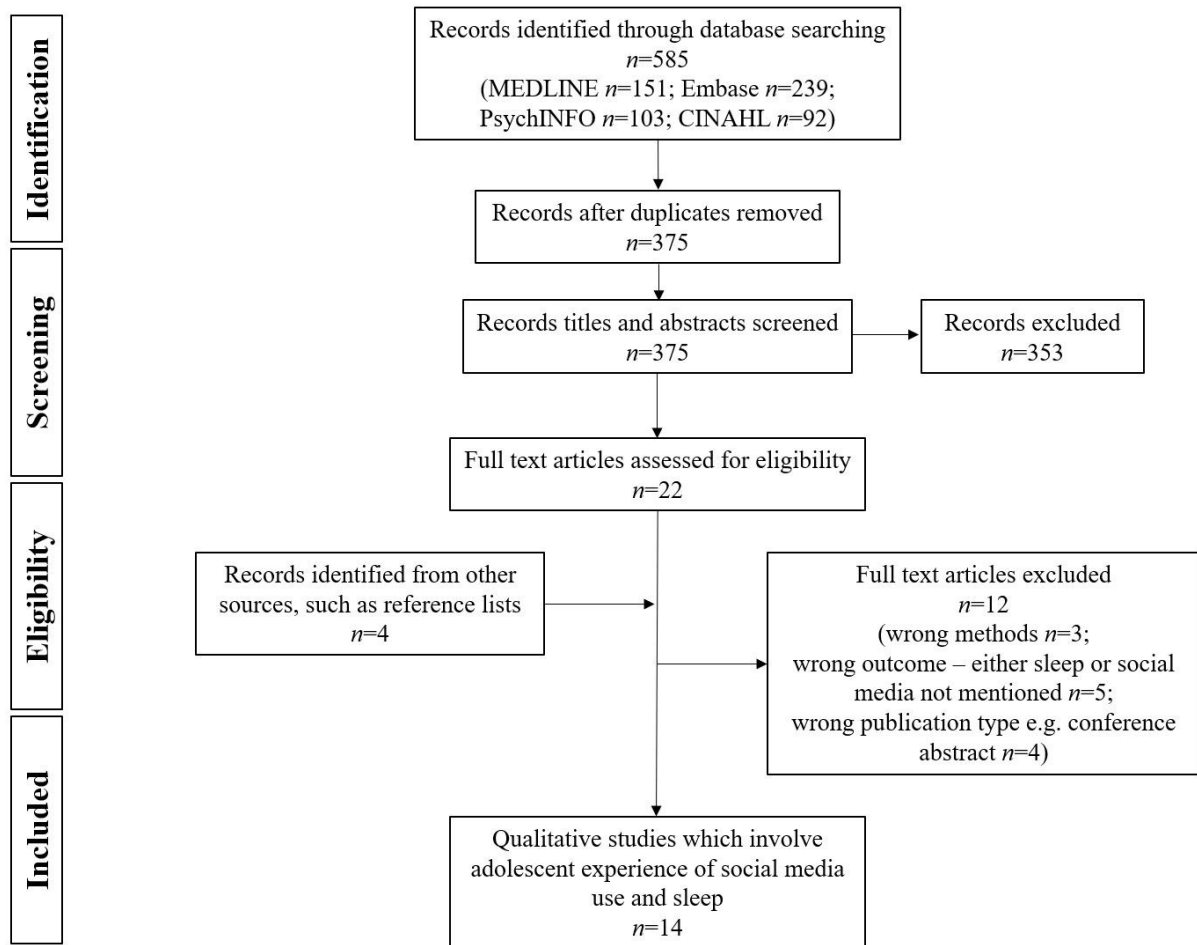 Identification
Records identified through database searching
n=585
(MEDLINE n=151; Embase n=239;
PsychINFO n=103; CINAHL n=92)
Records after duplicates removed
n=375
Screening
Records titles and abstracts screened
n=375
Records excluded
n=353
Full text articles assessed for eligibility
n=22
Eligibility
Records identified from other
sources, such as reference lists
n=4
Full text articles excluded
n=12
(wrong methods n=3;
wrong outcome – either sleep or social
media not mentioned n=5;
wrong publication type e.g. conference
abstract n=4)
Included
Qualitative studies which involve
adolescent experience of social media
use and sleep
n=14